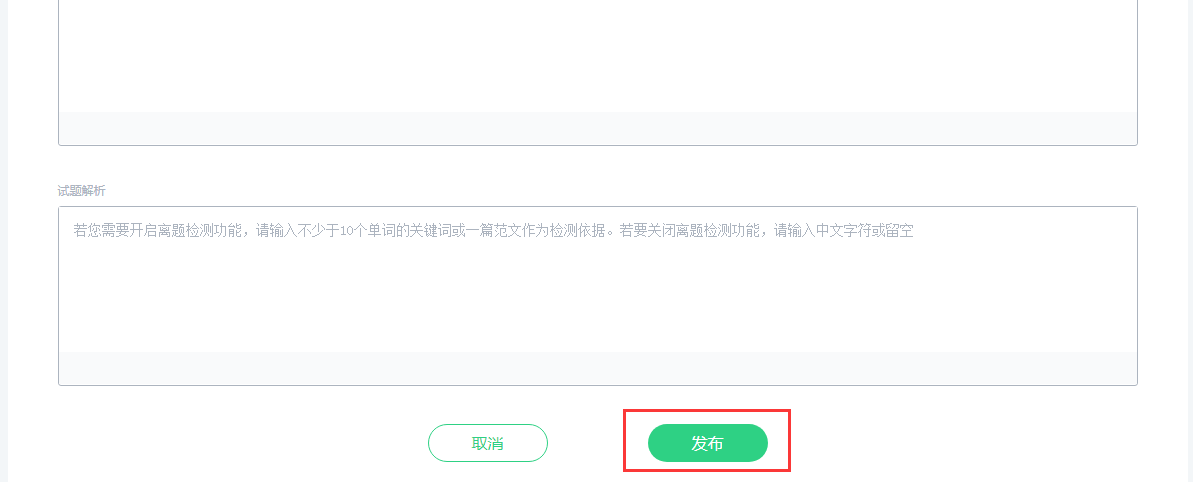 试题解析
若您需要开启离题检测功能，请输入不少于10个单词的关键词或一篇范文作为检测依据。若要关闭离题检测功能，请输入中文字符或留空
取消
发布